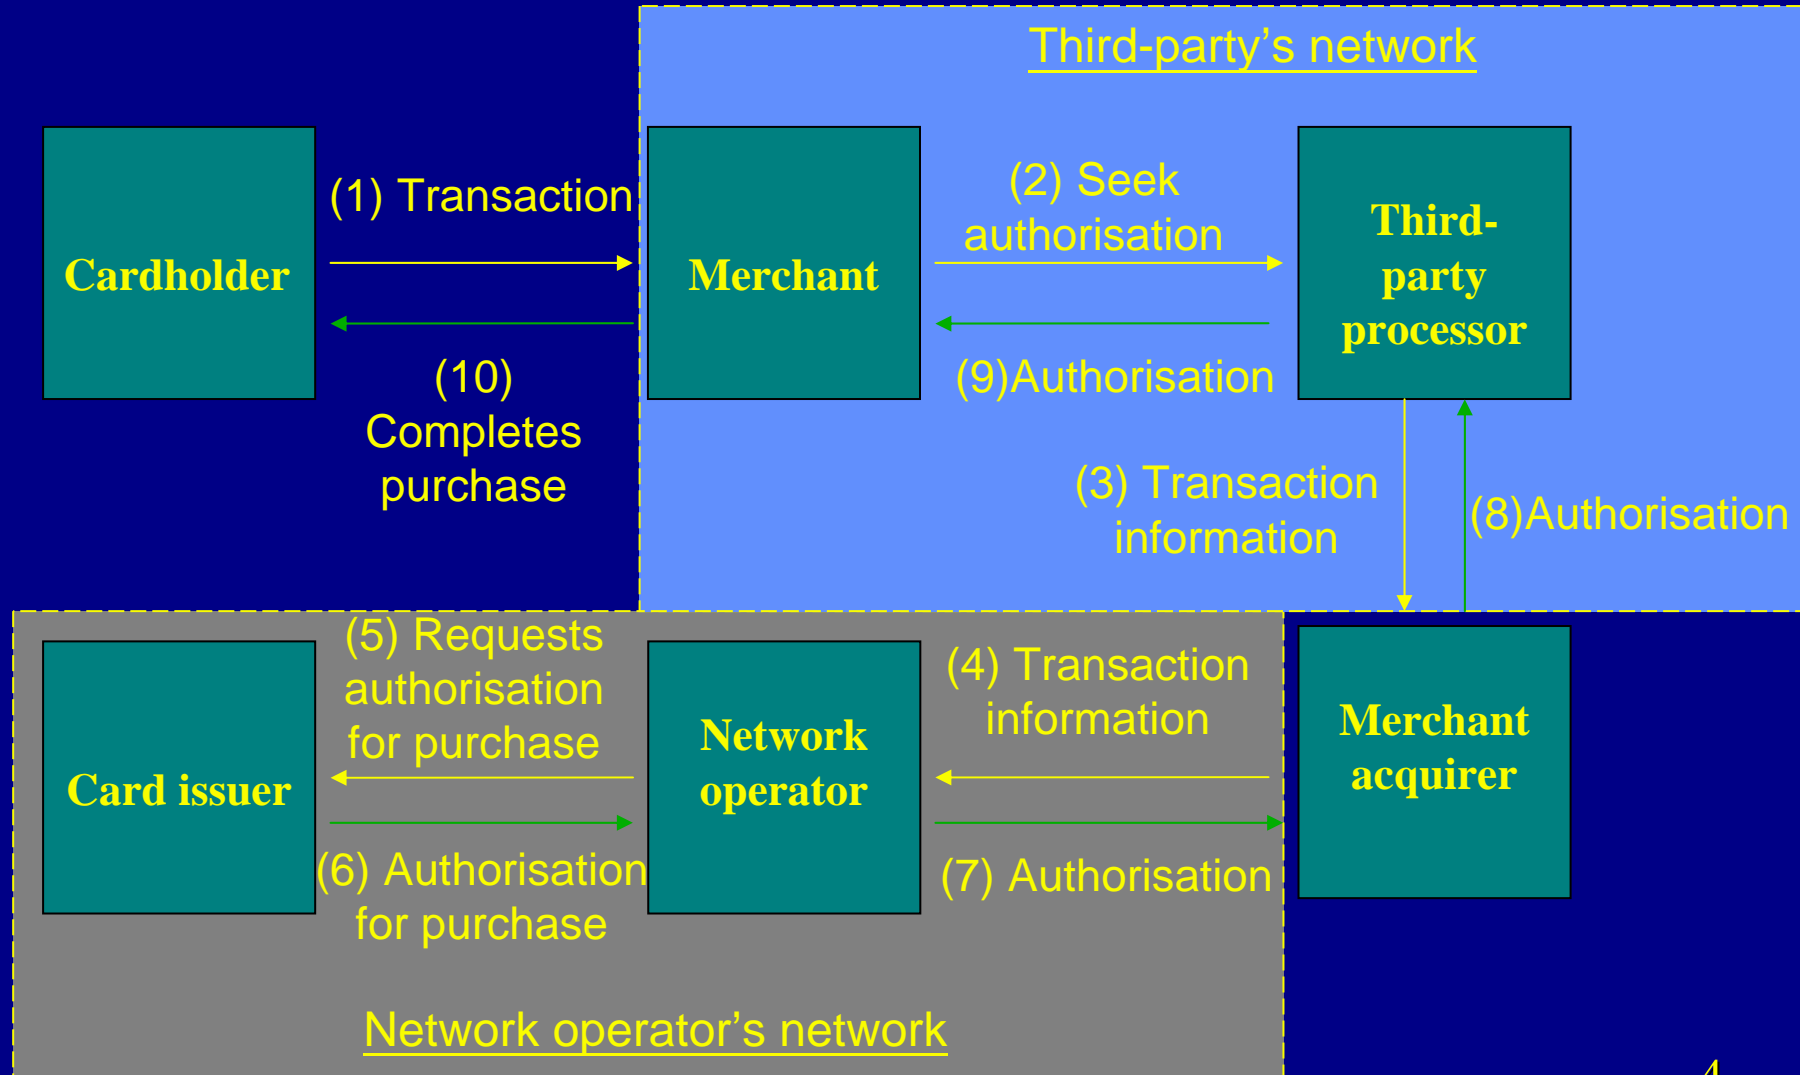 Third-party’s network
Cardholder
(1) Transaction
(10)
Completes
purchase
Merchant
(2) Seek
authorisation
(9)Authorisation
Third-
party
processor
(3) Transaction
information
(8)Authorisation
Card issuer
(5) Requests
authorisation
for purchase
(6) Authorisation
for purchase
Network
operator
(4) Transaction
information
(7) Authorisation
Merchant
acquirer
Network operator’s network
4